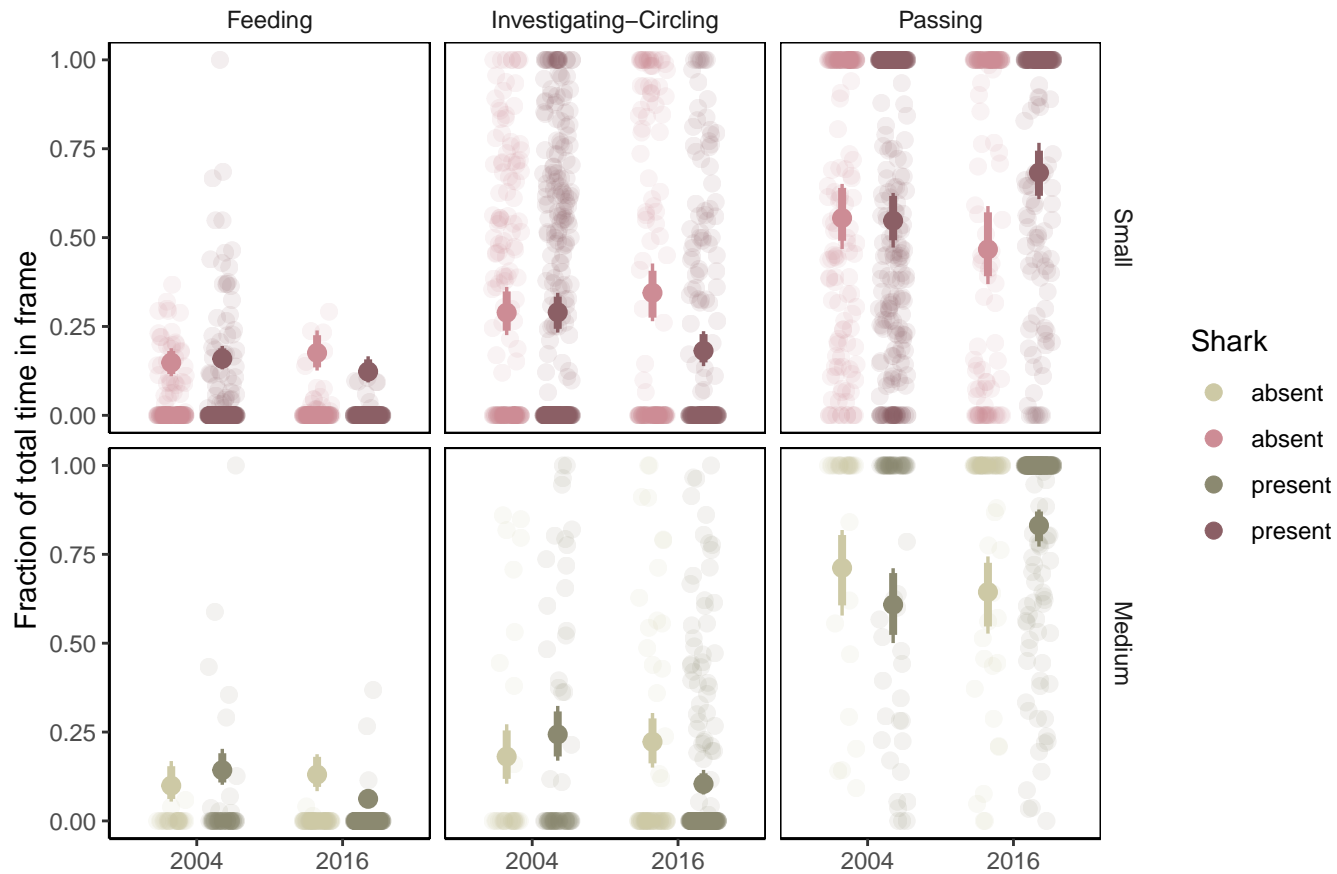 Feeding
Investigating−Circling
Passing
Fraction of total time in frame
1.00
0.75
0.50
0.25
0.00
Small
1.00
0.75
0.50
0.25
0.00
Medium
2004
2016
2004
2016
2004
2016
Shark
absent
absent
present
present